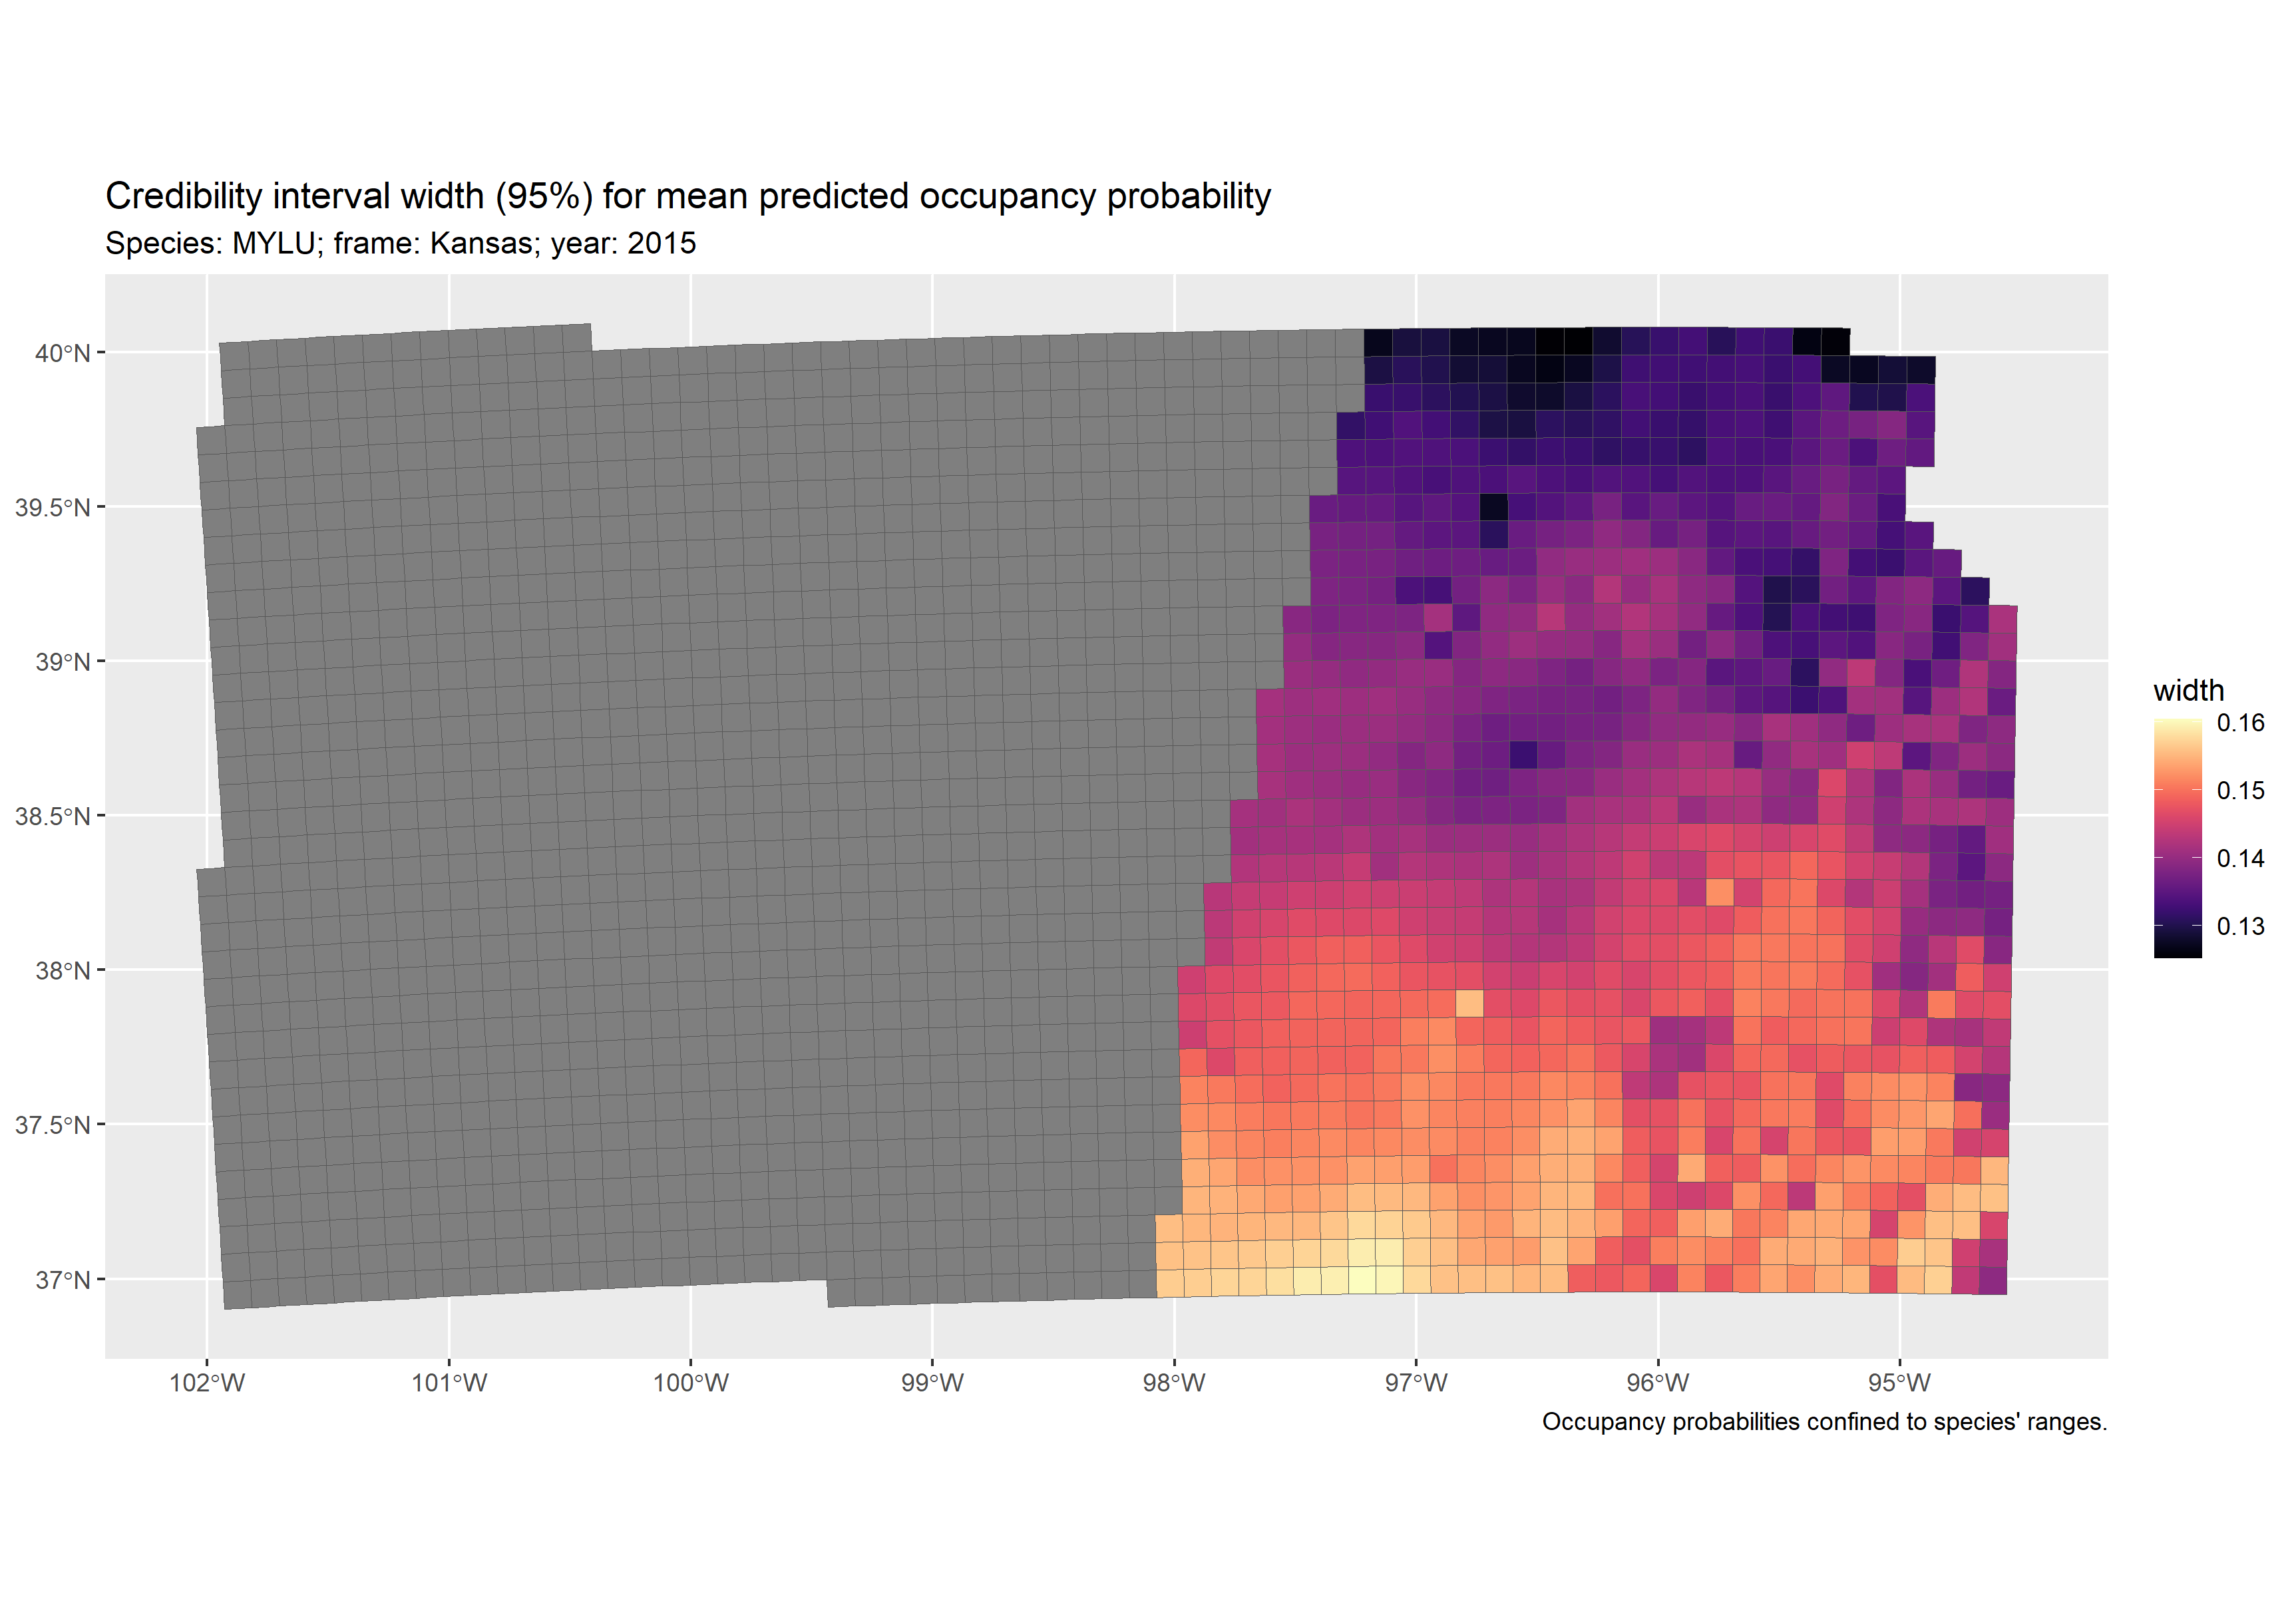 Credibility interval width (95%) for mean predicted occupancy probability
Species: MYLU; frame: Kansas; year: 2015
40°N
39.5°N
39°N
38.5°N
38°N
37.5°N
37°N
102°W 101°W 100°W 99°W 98°W 97°W 96°W 95°W
width
0.16
0.15
0.14
0.13
Occupancy probabilities confined to species' ranges.